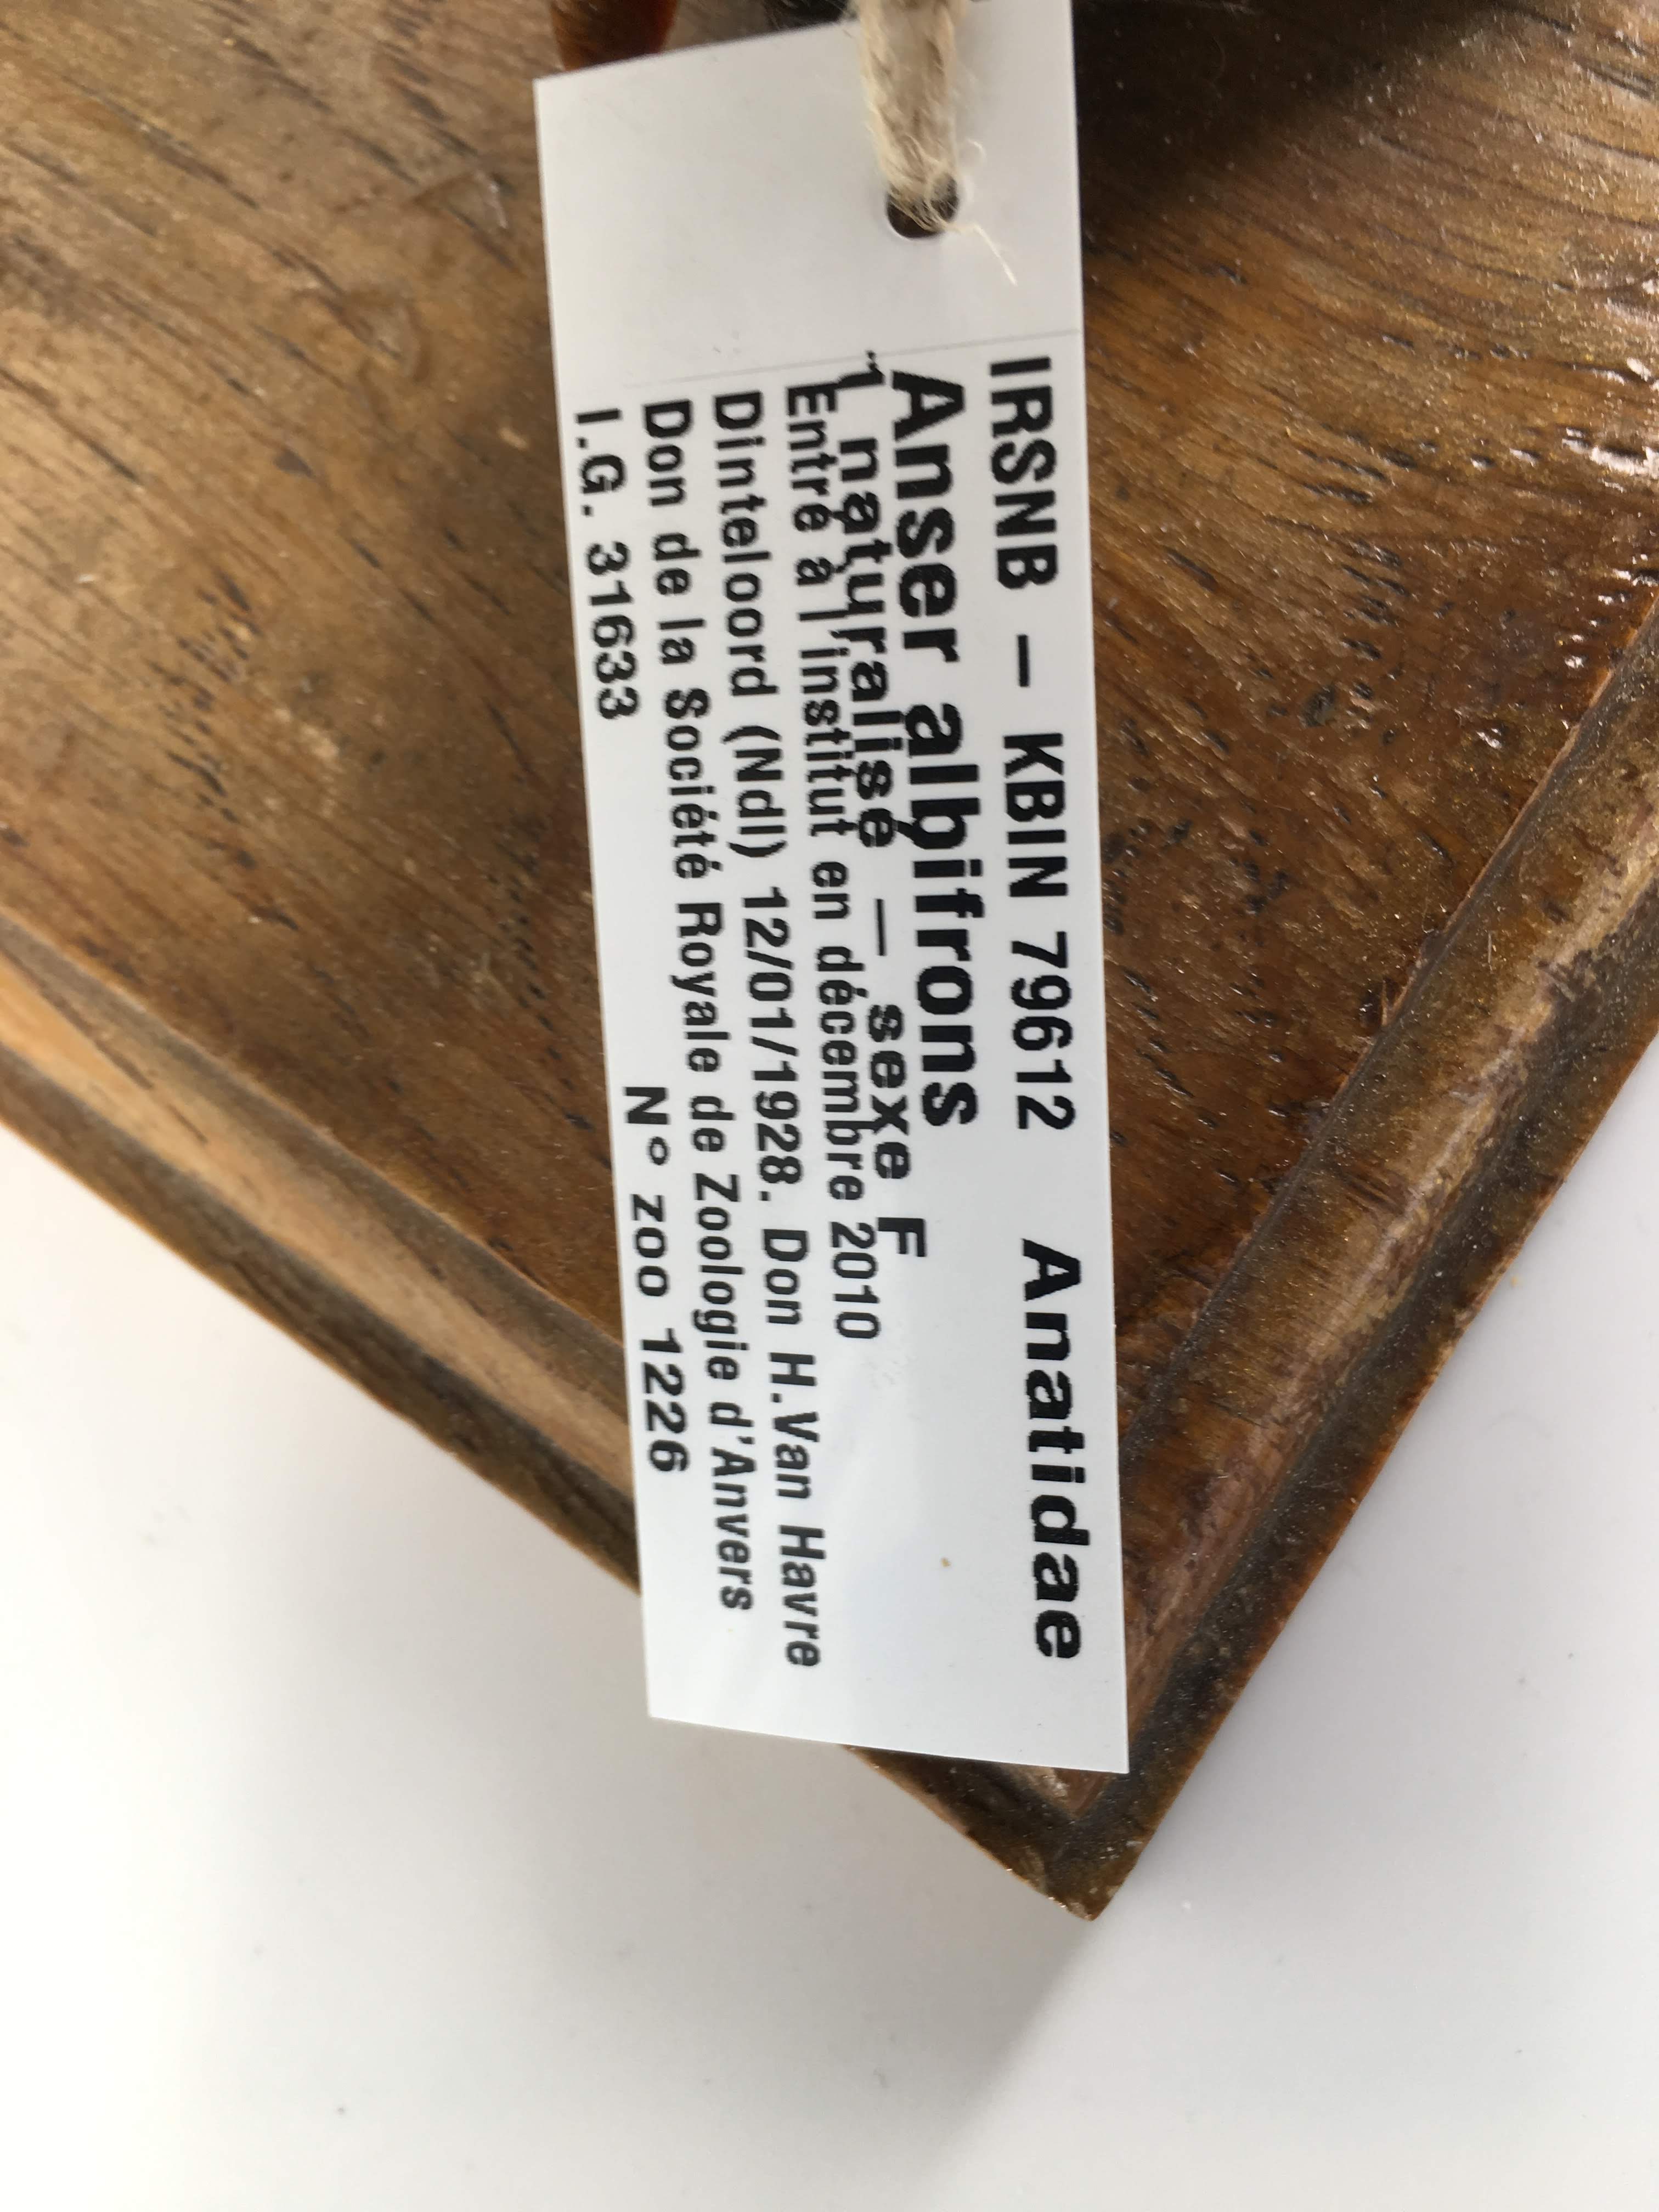 IRSNB – KBIN 79612 Anatidae
Anser albifrons
1 naturalisé – sexe F
Entré à l'institut en décembre 2010
Dinteloord (Ndl) 12/01/1928. Don H.Van Havre
Don de la Société Royale de Zoologie d'Anvers
I.G. 31633 N° zoo 1226